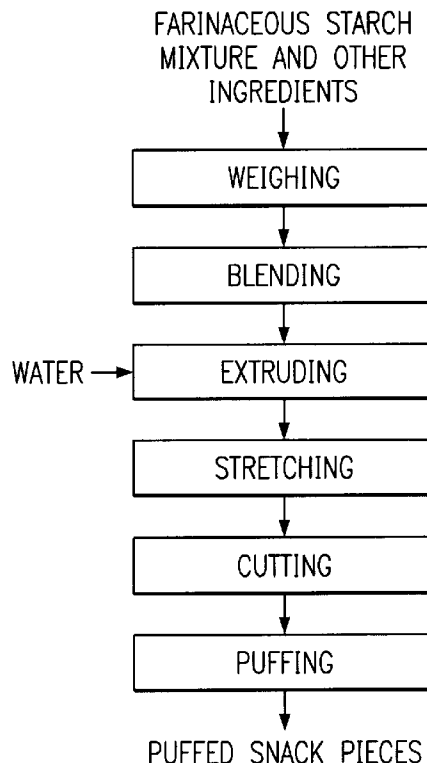 FARINACEOUS STARCH
MIXTURE AND OTHER
INGREDIENTS
WEIGHING
BLENDING
WATER
EXTRUDING
STRETCHING
CUTTING
PUFFING
PUFFED SNACK PIECES